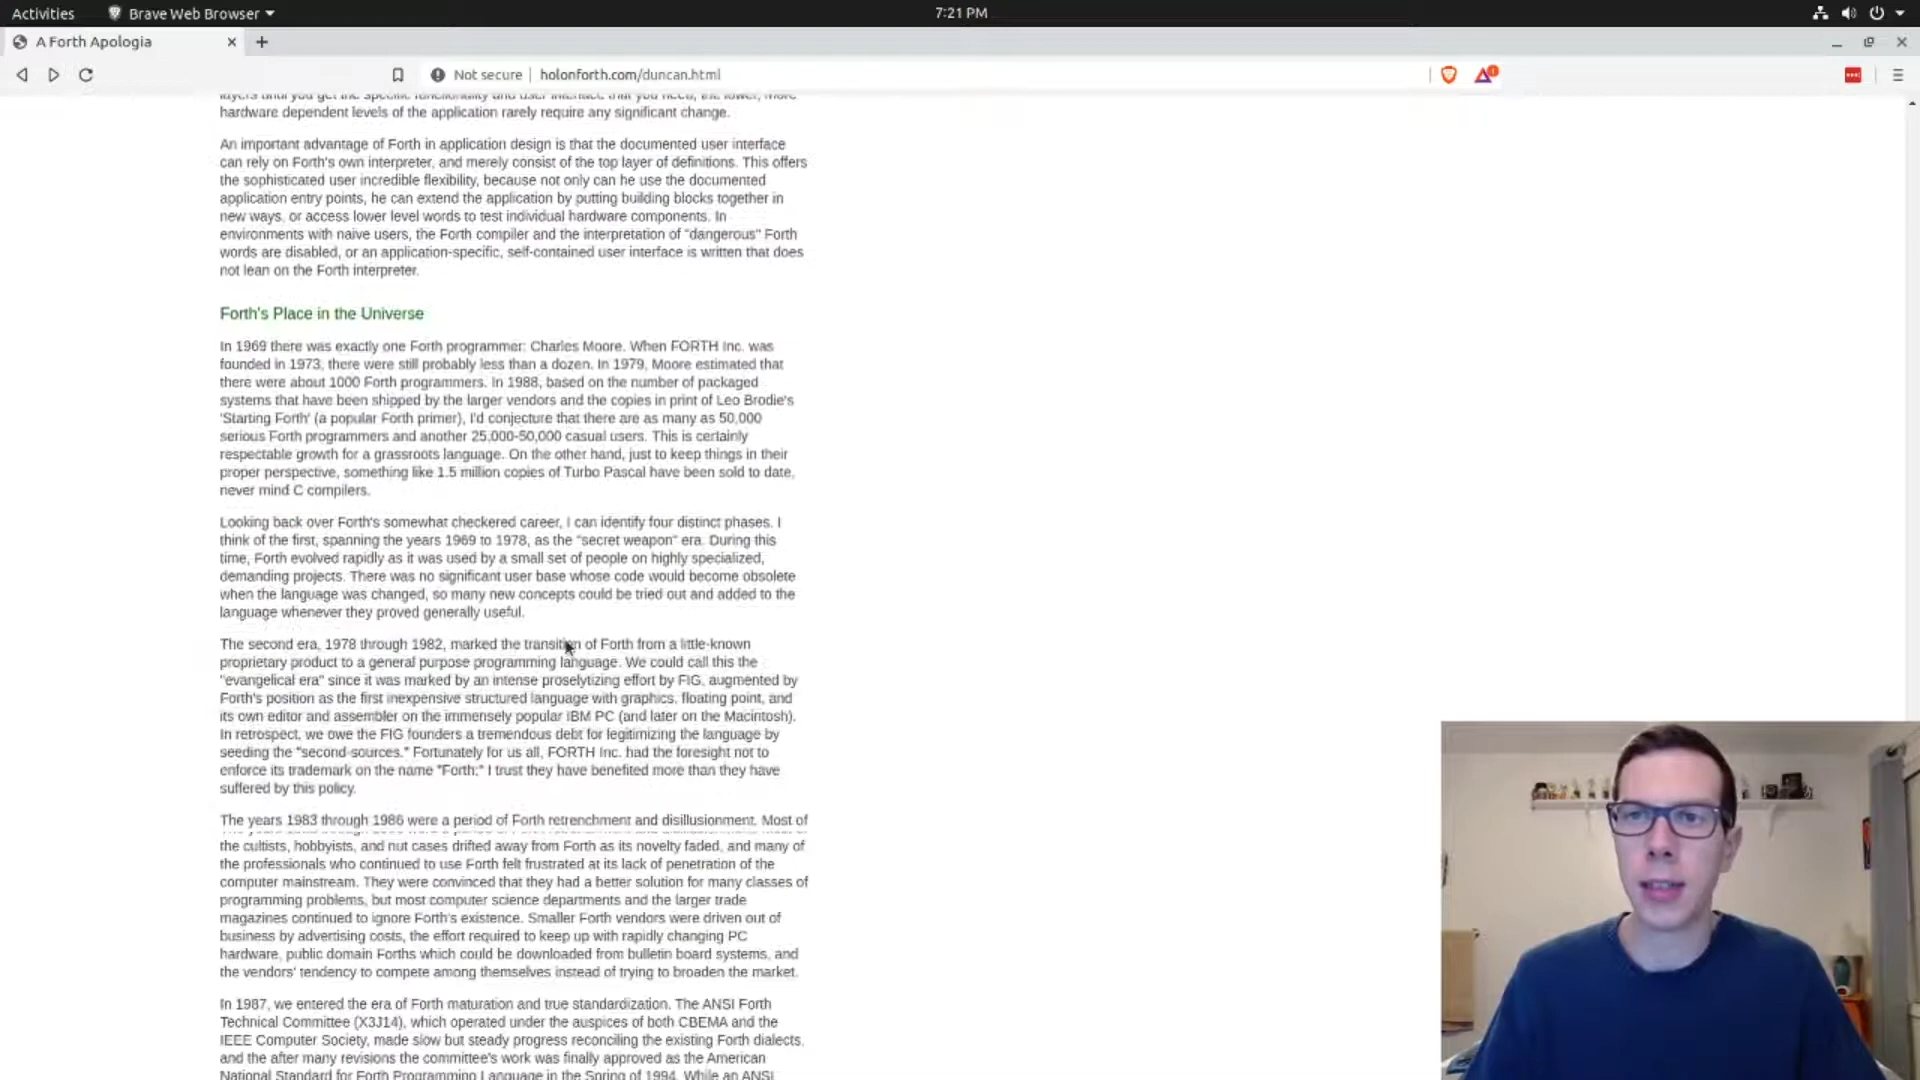 Activities
Brave Web Browser
7:21 PM
A Forth Apologia
Not secure
holonforth.com/duncan.html
layers until you get the specific functionality and user interface that you need, the lower, more
hardware dependent levels of the application rarely require any significant change.
An important advantage of Forth in application design is that the documented user interface
can rely on Forth's own interpreter, and merely consist of the top layer of definitions. This offers
the sophisticated user incredible flexibility, because not only can he use the documented
application entry points, he can extend the application by putting building blocks together in
new ways, or access lower level words to test individual hardware components. In
environments with naive users, the Forth compiler and the interpretation of "dangerous" Forth
words are disabled, or an application-specific, self-contained user interface is written that does
not lean on the Forth interpreter.
Forth's Place in the Universe
In 1969 there was exactly one Forth programmer: Charles Moore. When FORTH Inc. was
founded in 1973, there were still probably less than a dozen. In 1979, Moore estimated that
there were about 1000 Forth programmers. In 1988, based on the number of packaged
systems that have been shipped by the larger vendors and the copies in print of Leo Brodie's
'Starting Forth' (a popular Forth primer), I'd conjecture that there are as many as 50,000
serious Forth programmers and another 25,000-50,000 casual users. This is certainly
respectable growth for a grassroots language. On the other hand, just to keep things in their
proper perspective, something like 1.5 million copies of Turbo Pascal have been sold to date,
never mind C compilers.
Looking back over Forth's somewhat checkered career, I can identify four distinct phases. I
think of the first, spanning the years 1969 to 1978, as the "secret weapon" era. During this
time, Forth evolved rapidly as it was used by a small set of people on highly specialized,
demanding projects. There was no significant user base whose code would become obsolete
when the language was changed, so many new concepts could be tried out and added to the
language whenever they proved generally useful.
The second era, 1978 through 1982, marked the transition of Forth from a little-known
proprietary product to a general purpose programming language. We could call this the
"evangelical era" since it was marked by an intense proselytizing effort by FIG, augmented by
Forth's position as the first inexpensive structured language with graphics, floating point, and
its own editor and assembler on the immensely popular IBM PC (and later on the Macintosh).
In retrospect, we owe the FIG founders a tremendous debt for legitimizing the language by
seeding the "second sources." Fortunately for us all, FORTH Inc. had the foresight not to
enforce its trademark on the name "Forth;" I trust they have benefited more than they have
suffered by this policy.
The years 1983 through 1986 were a period of Forth retrenchment and disillusionment. Most of
the cultists, hobbyists, and nut cases drifted away from Forth as its novelty faded, and many of
the professionals who continued to use Forth felt frustrated at its lack of penetration of the
computer mainstream. They were convinced that they had a better solution for many classes of
programming problems, but most computer science departments and the larger trade
magazines continued to ignore Forth's existence. Smaller Forth vendors were driven out of
business by advertising costs, the effort required to keep up with rapidly changing PC
hardware, public domain Forths which could be downloaded from bulletin board systems, and
the vendors' tendency to compete among themselves instead of trying to broaden the market.
In 1987, we entered the era of Forth maturation and true standardization. The ANSI Forth
Technical Committee (X3J14), which operated under the auspices of both CBEMA and the
IEEE Computer Society, made slow but steady progress reconciling the existing Forth dialects,
and the after many revisions the committee's work was finally approved as the American
National Standard for Forth Programming Language in the Spring of 1994. While an ANSI